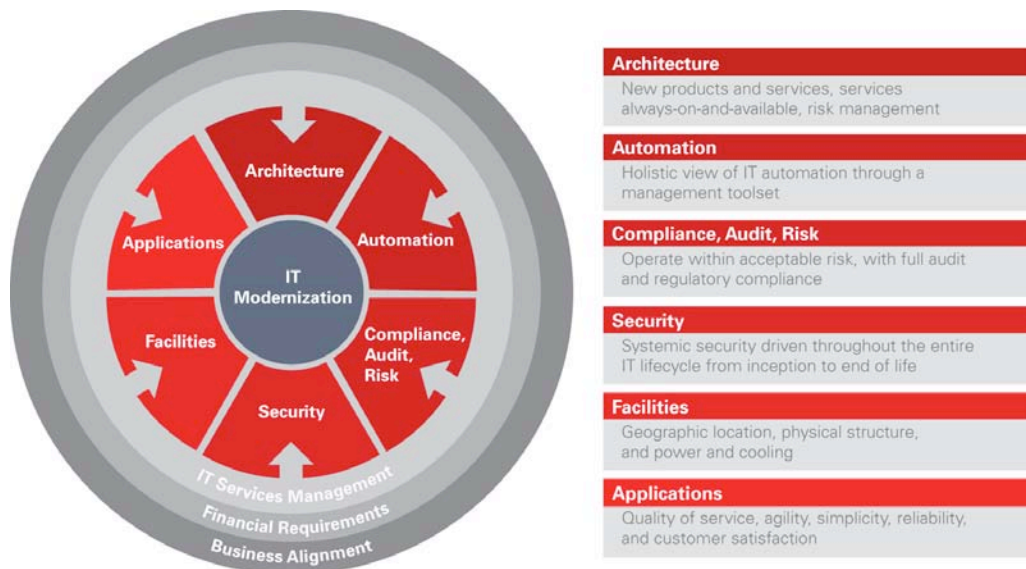 Architecture
Automation
Compliance,
Audit,
Risk
Security
Facilities
Applications
IT
Modernization
IT Services Management
Financial Requirements
Business Alignment
Architecture
New products and services, services
always-on-and-available, risk management
Automation
Holistic view of IT automation through a
management toolset
Compliance, Audit, Risk
Operate within acceptable risk, with full audit
and regulatory compliance
Security
Systemic security driven throughout the entire
IT lifecycle from inception to end of life
Facilities
Geographic location, physical structure,
and power and cooling
Applications
Quality of service, agility, simplicity, reliability,
and customer satisfaction